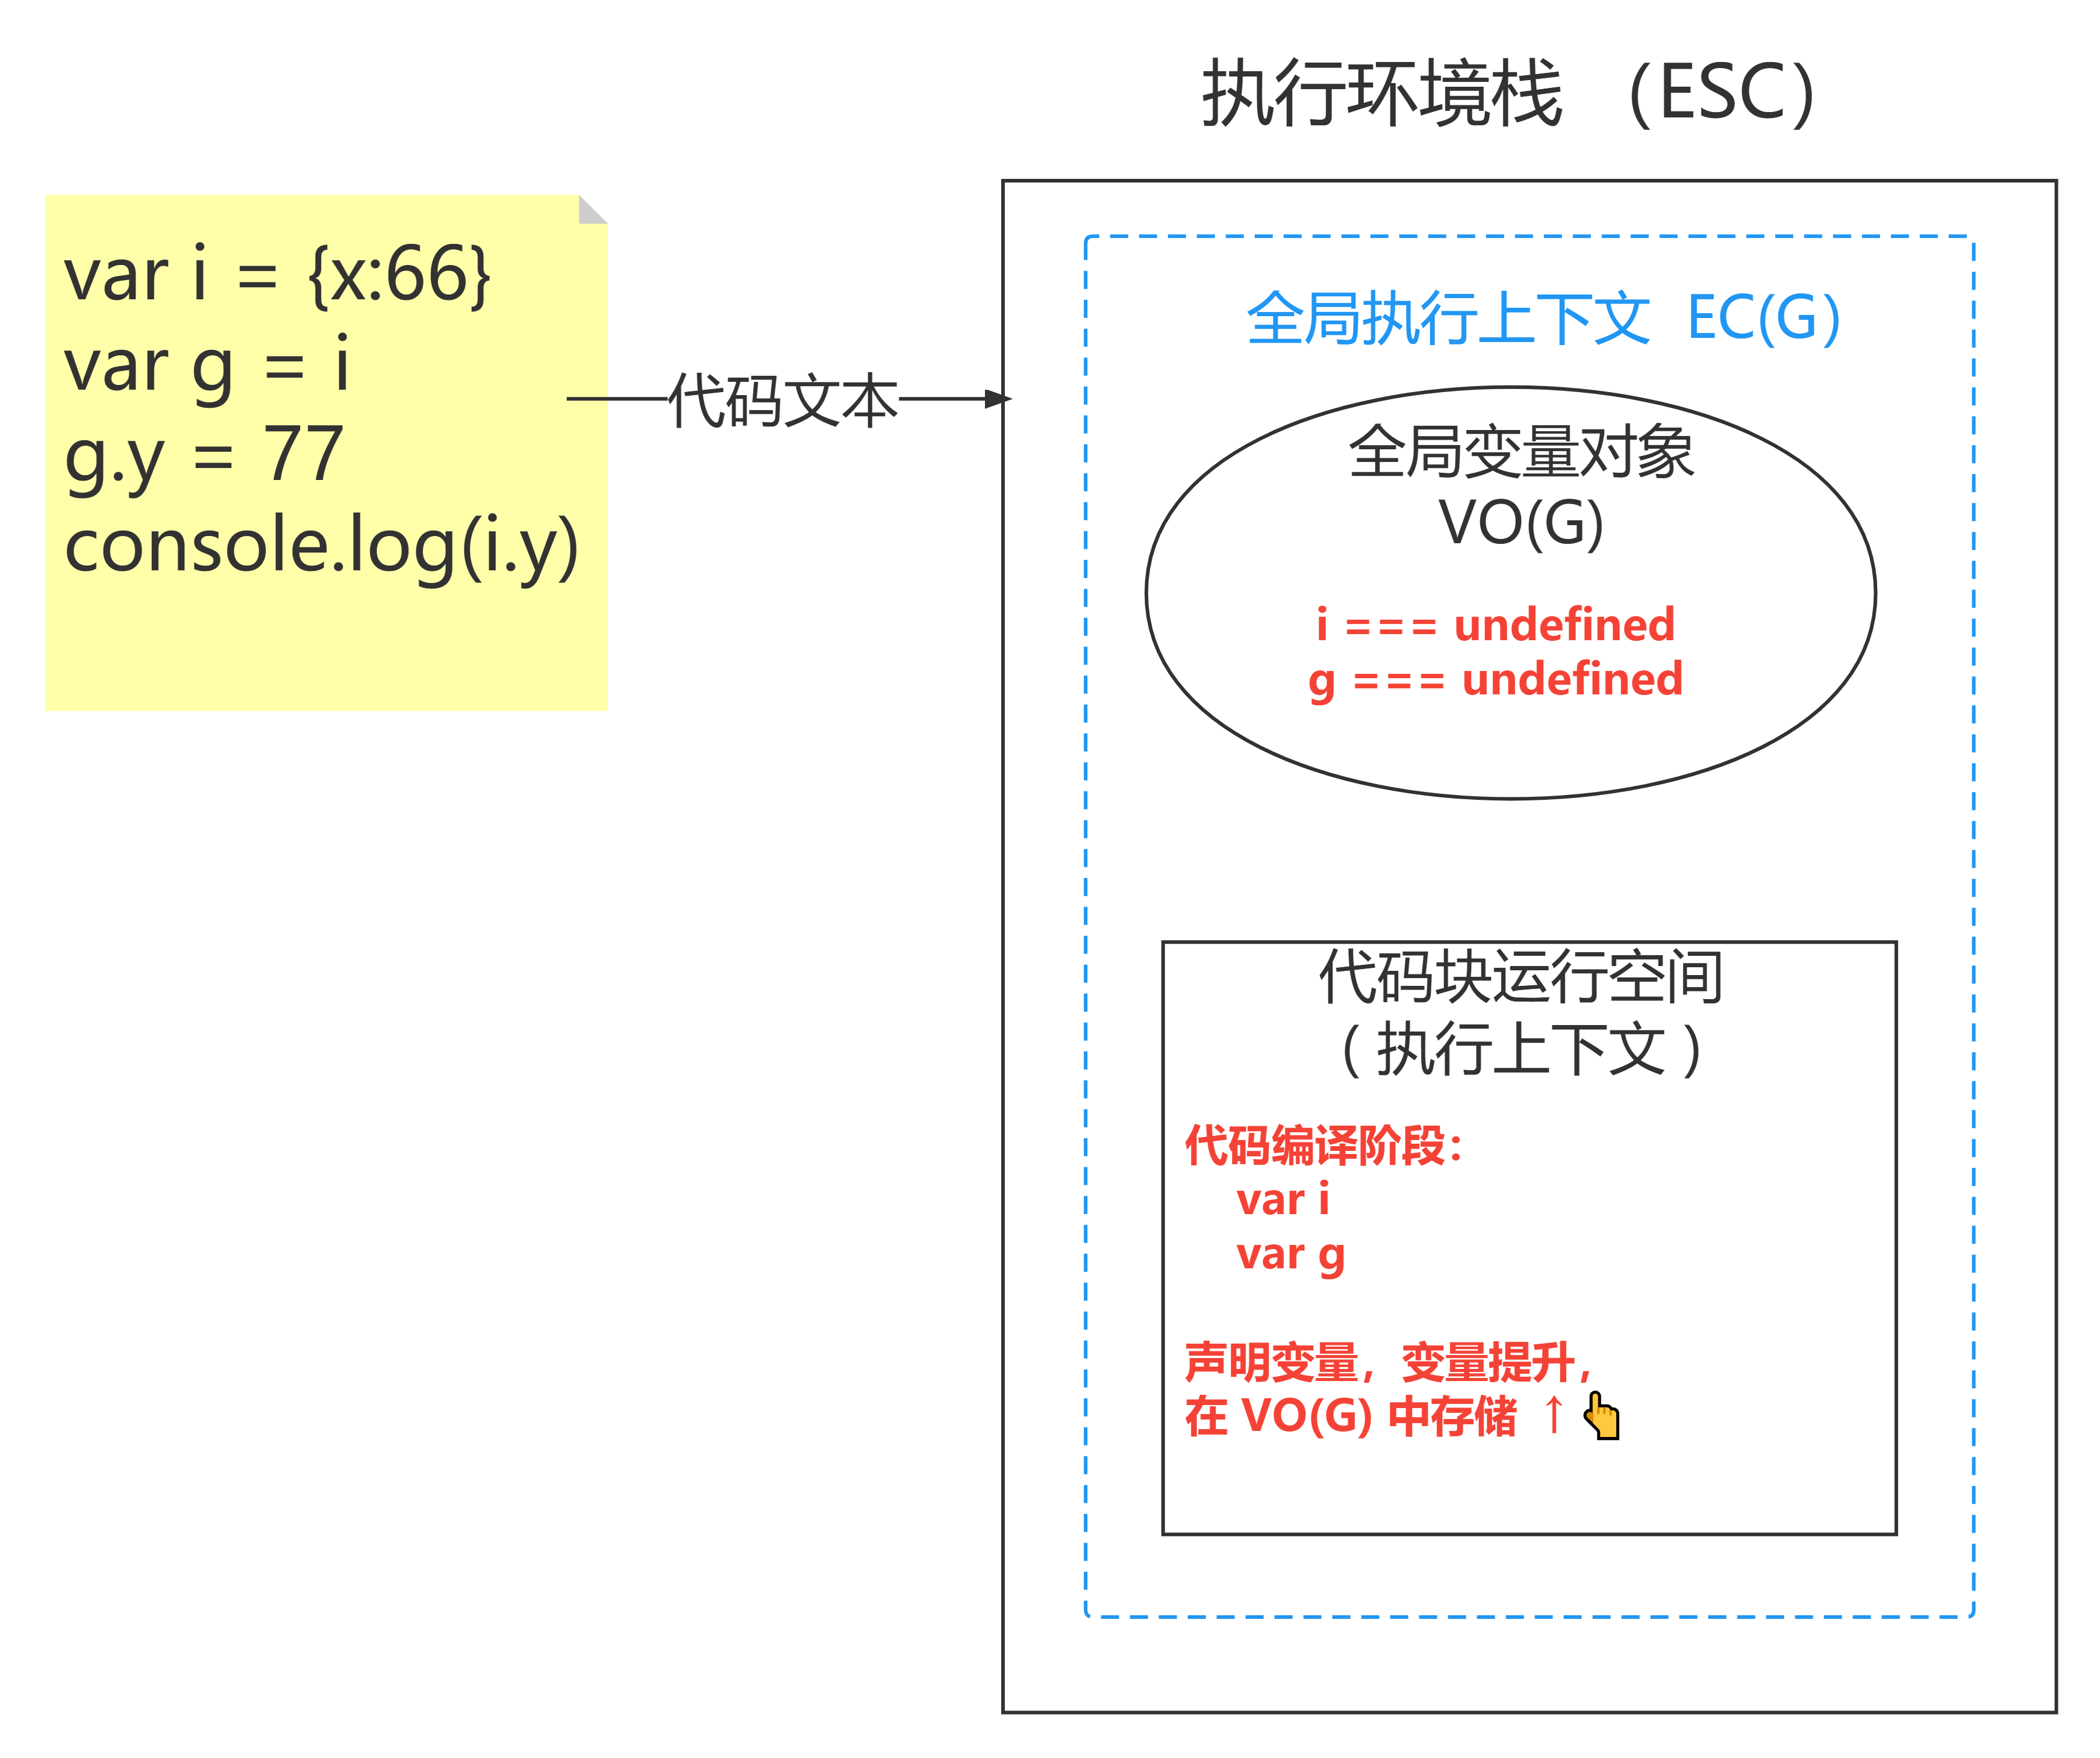 执行环境栈 （ESC）
var i = {x:66}
var g = i
g.y = 77
console.log(i.y)
代码文本
全局执行上下文 EC(G)
全局变量对象
VO(G)
i === undefined
g === undefined
代码块运行空间
( 执行上下文 )
代码编译阶段：
var i
var g
声明变量，变量提升，
在 VO(G) 中存储 ↑👆